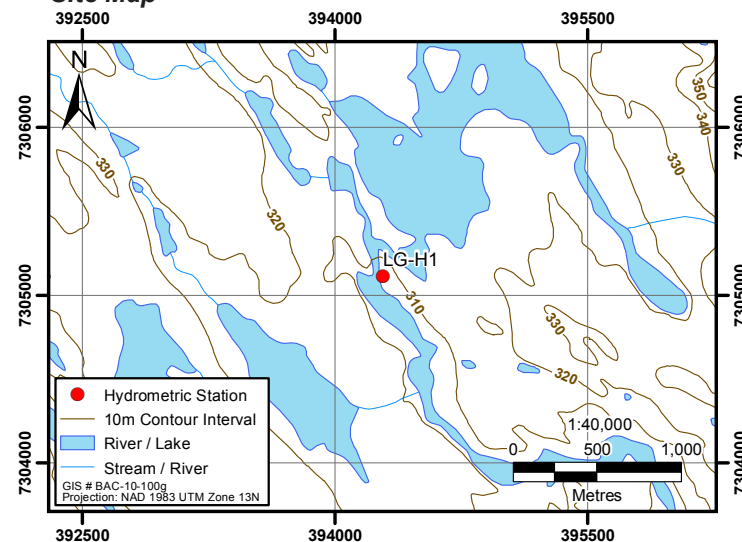 Site Map
392500 394000 395500
N
350
340
7306000 7306000
330 330
320
LG-H1
7305000 7305000
310
330
320
Hydrometric Station
10m Contour Interval
River / Lake
Stream / River
GIS # BAC-10-100g
Projection: NAD 1983 UTM Zone 13N
1:40,000
0 500 1,000
Metres
7304000 7304000
392500 394000 395500